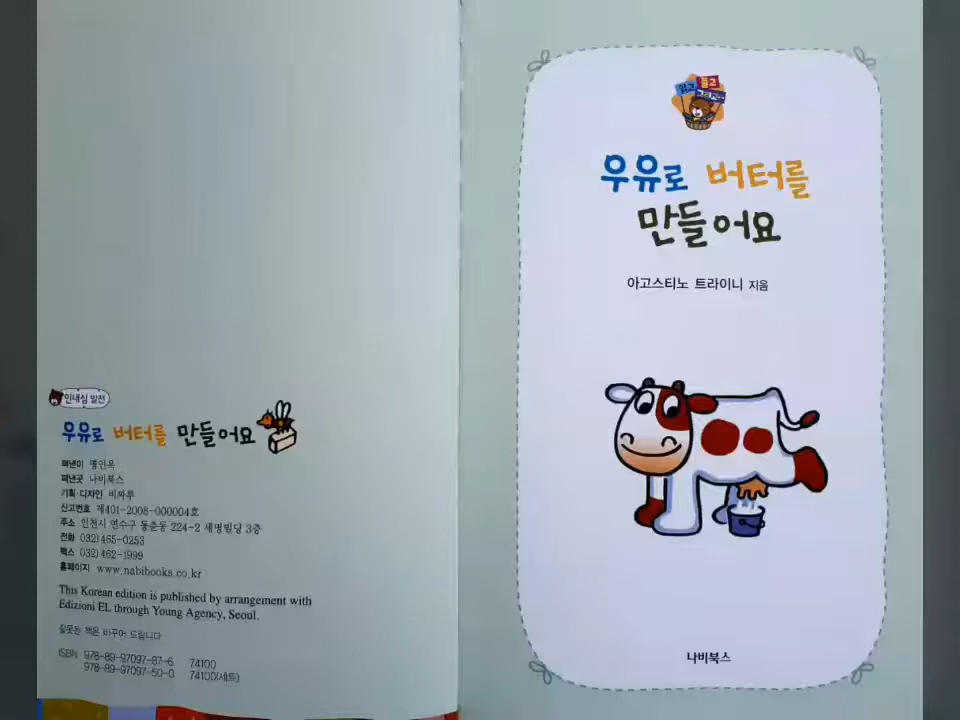 인내심 발전
우유로 버터를 만들어요
펴낸이 명인옥
펴낸곳 나비북스
기획·디자인 비짜루
신고번호 제401-2008-000004호
주소 인천시 연수구 동춘동 224-2 세명빌딩 3층
전화 032)465-0253
팩스 032)462-1999
홈페이지 www.nabibooks.co.kr
This Korean edition is published by arrangement with
Edizioni EL through Young Agency, Seoul.
잘못된 책은 바꾸어 드립니다
ISBN 978-89-97097-87-6 74100
978-89-97097-50-0 74100(세트)
읽고 풀고
우유로 버터를
만들어요
아고스티노 트라이니 지음
나비북스